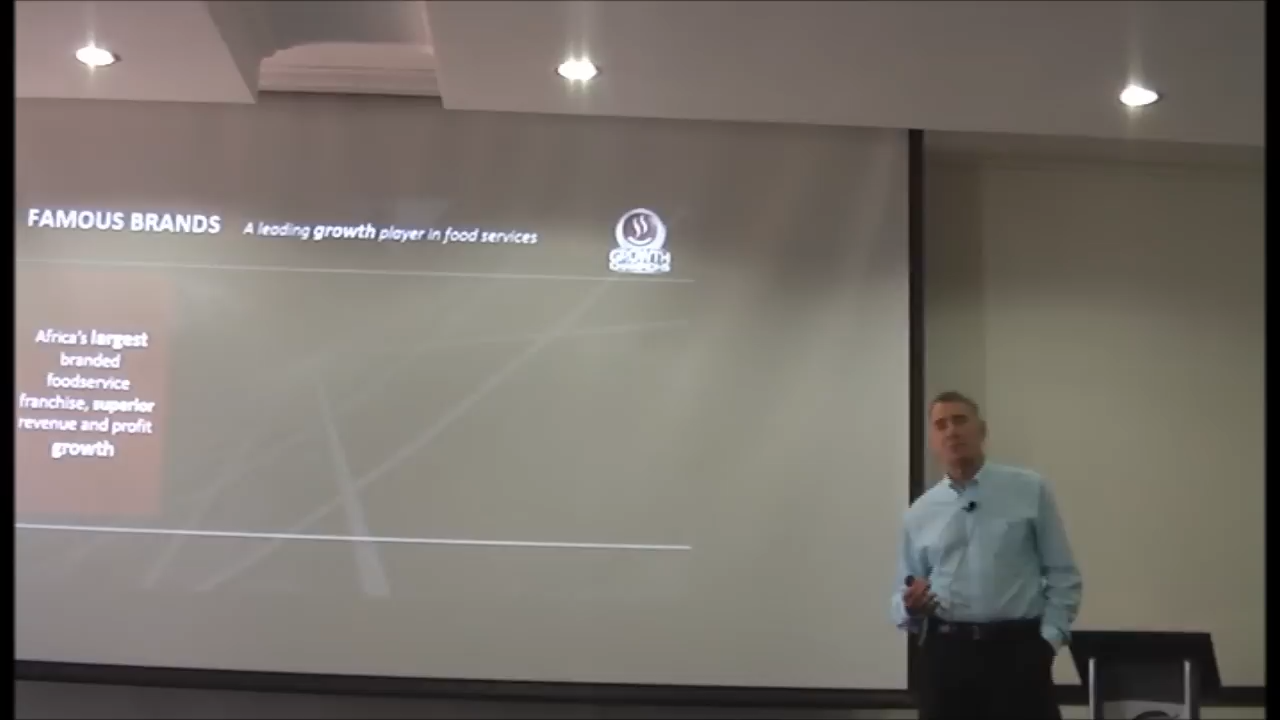 FAMOUS BRANDS A leading growth player in food services
GROWTH
Africa's largest
branded
foodservice
franchise, superior
revenue and profit
growth